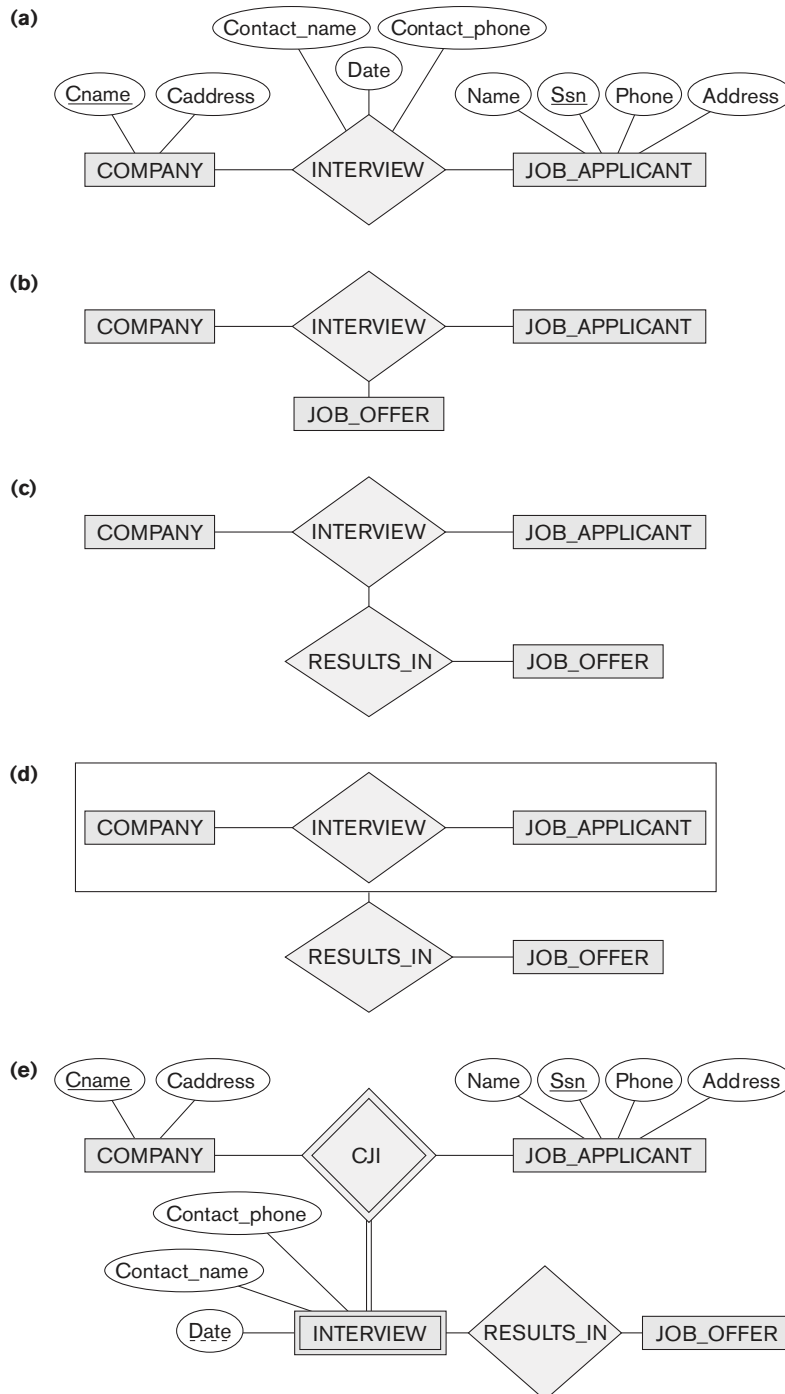 (a)
Contact_name Contact_phone
Date
Cname Caddress Name Ssn Phone Address
COMPANY INTERVIEW JOB_APPLICANT
(b)
COMPANY INTERVIEW JOB_APPLICANT
JOB_OFFER
(c)
COMPANY INTERVIEW JOB_APPLICANT
RESULTS_IN JOB_OFFER
(d)
COMPANY INTERVIEW JOB_APPLICANT
RESULTS_IN JOB_OFFER
(e)
Cname Caddress Name Ssn Phone Address
COMPANY CJI JOB_APPLICANT
Contact_phone
Contact_name
Date INTERVIEW RESULTS_IN JOB_OFFER